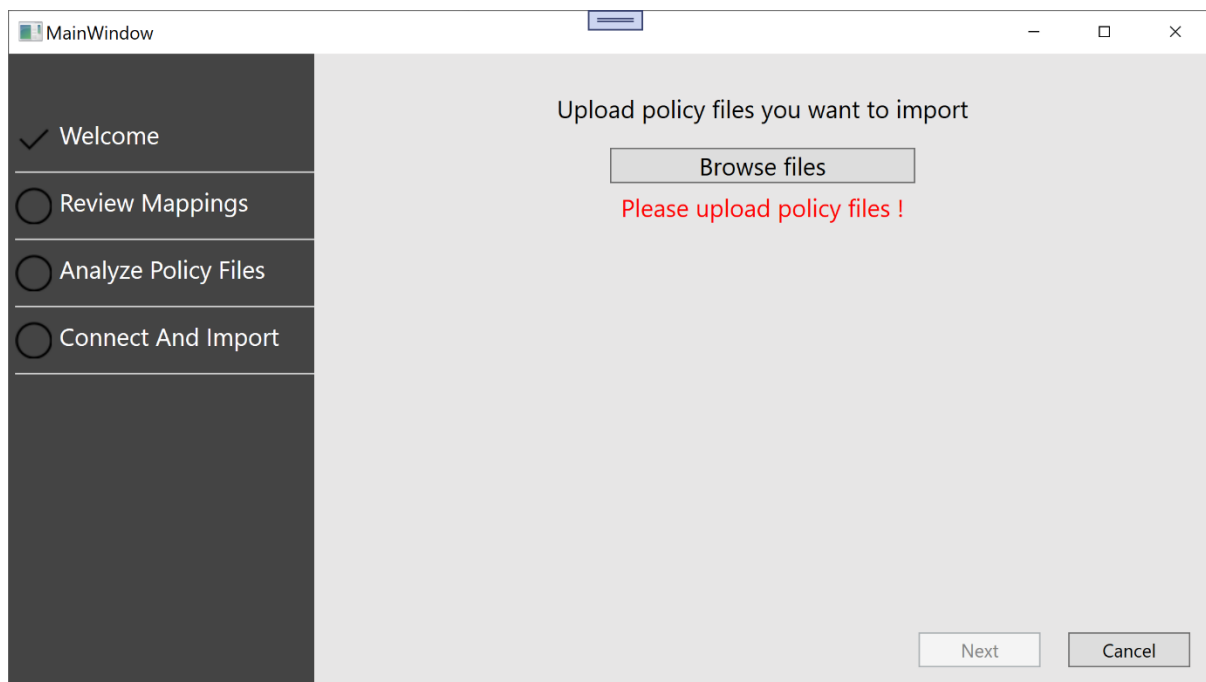 MainWindow
Welcome
Review Mappings
Analyze Policy Files
Connect And Import
Upload policy files you want to import
Browse files
Please upload policy files !
Next
Cancel